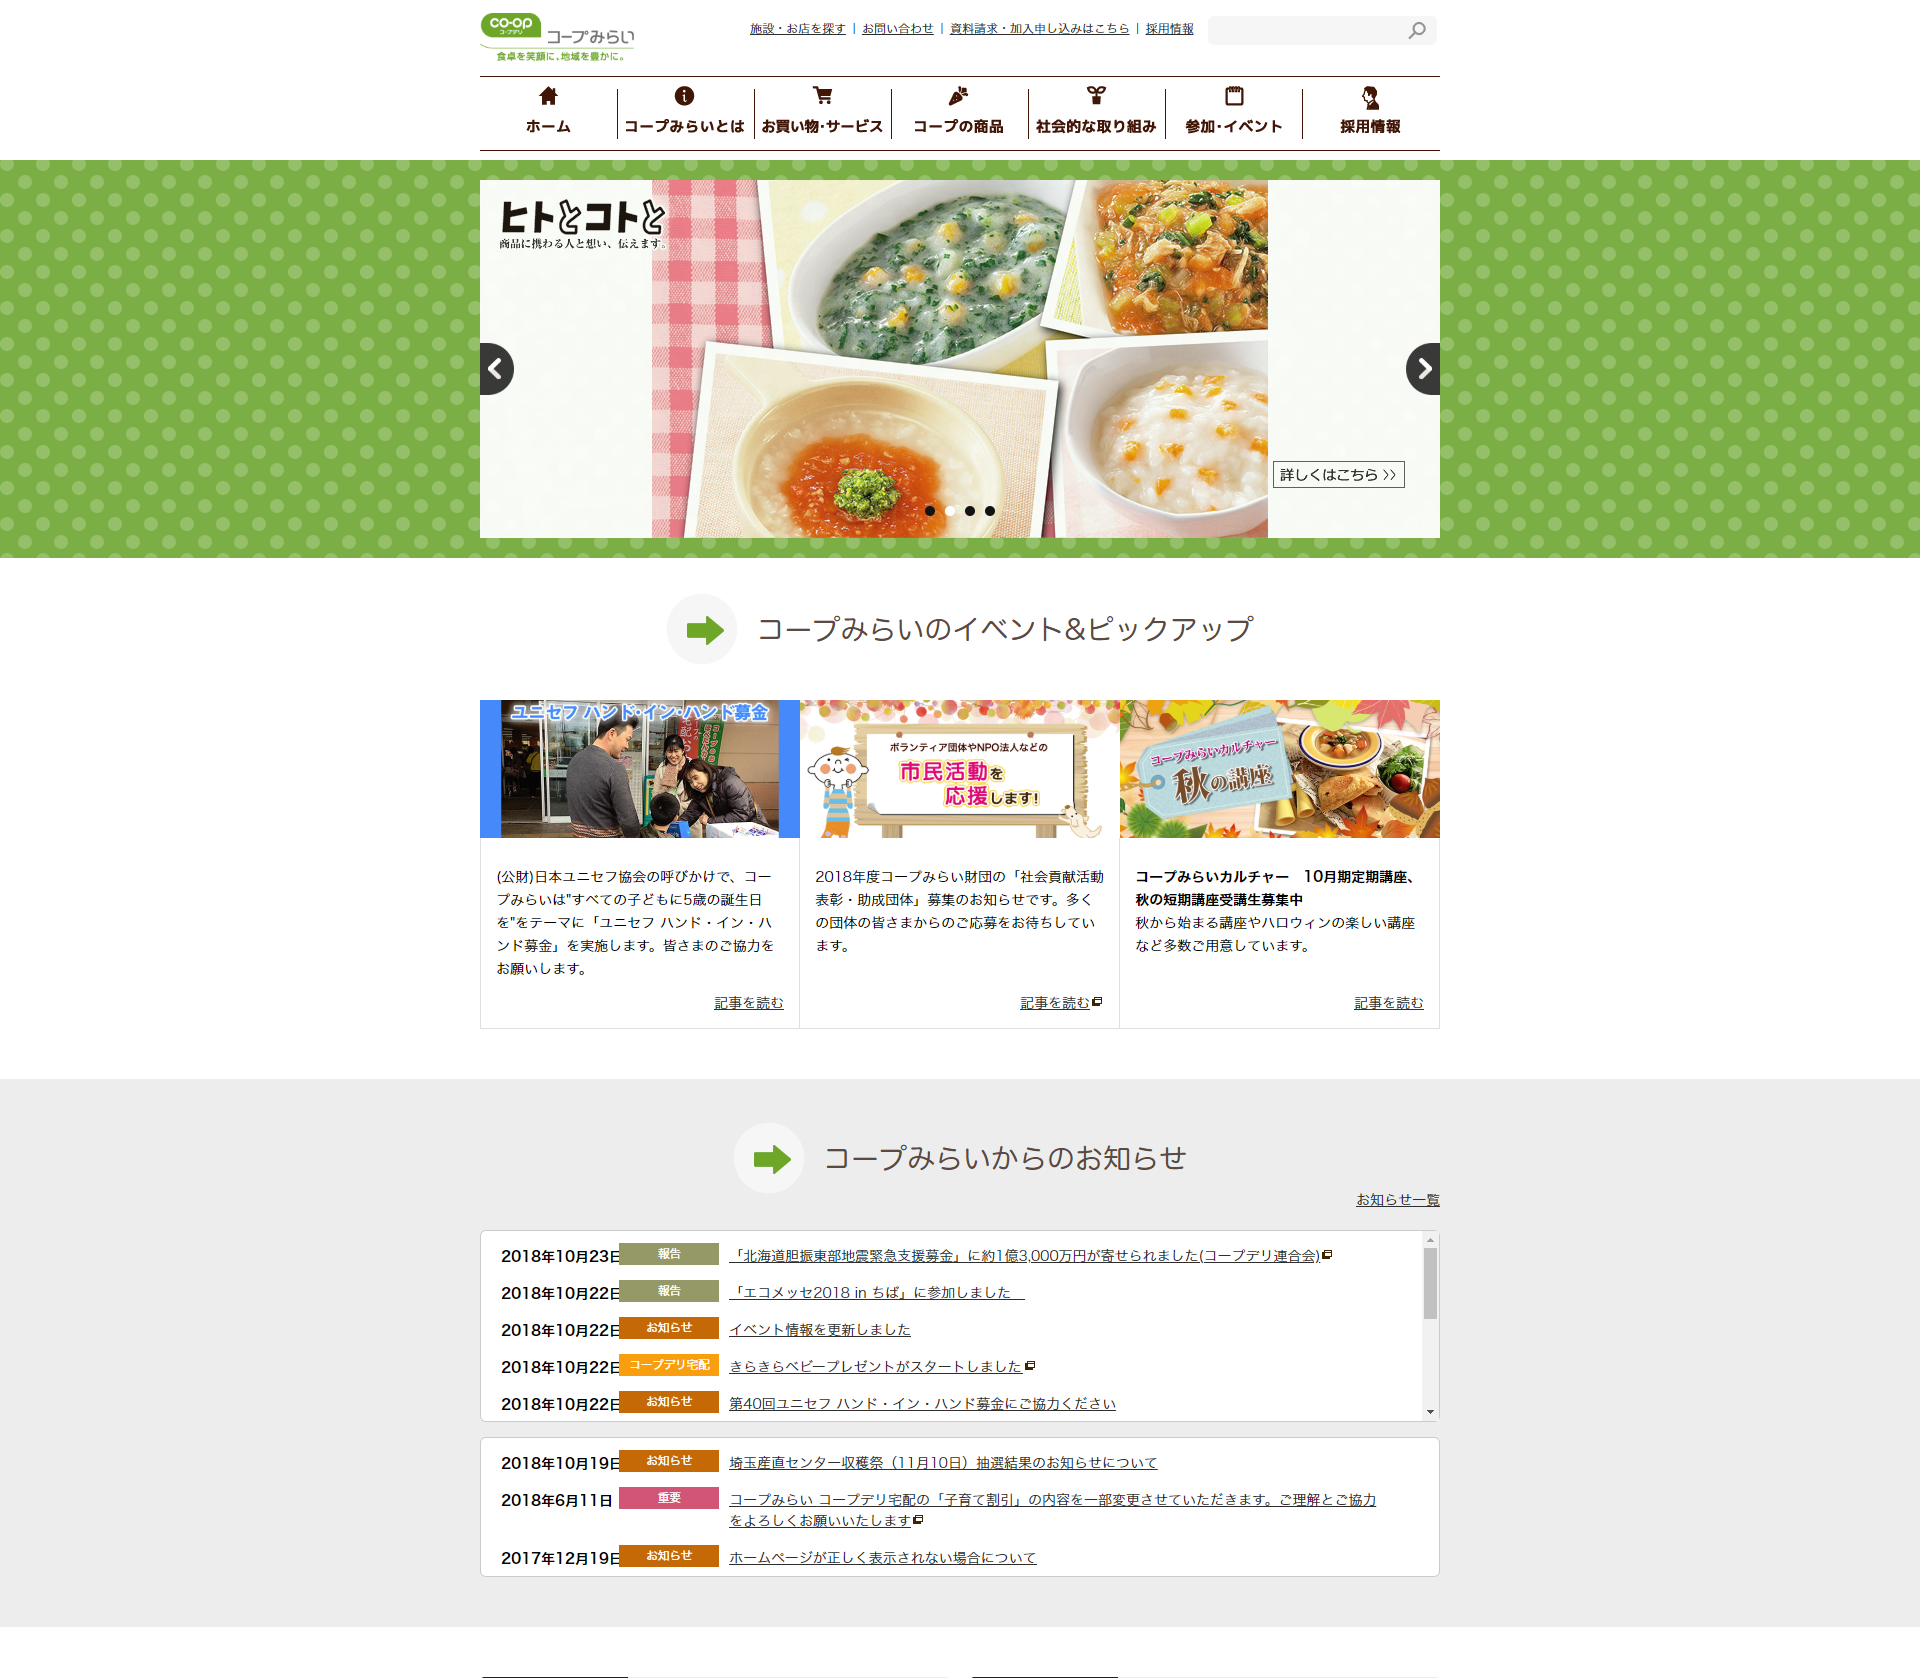 co-op
コープデリ
コープみらい
食卓を笑顔に、地域を豊かに。
施設・お店を探す | お問い合わせ | 資料請求・加入申し込みはこちら | 採用情報
ホーム
コープみらいとは
お買い物・サービス
コープの商品
社会的な取り組み
参加・イベント
採用情報
ヒトとコトと
商品に携わる人と想い、伝えます。
詳しくはこちら >>
コープみらいのイベント&ピックアップ
ユニセフ ハンド・イン・ハンド募金
ボランティア団体やNPO法人などの
市民活動を
応援します!
コープみらいカルチャー
秋の講座
(公財)日本ユニセフ協会の呼びかけで、コー
プみらいは"すべての子どもに5歳の誕生日
を"をテーマに「ユニセフ ハンド・イン・ハ
ンド募金」を実施します。皆さまのご協力を
お願いします。
記事を読む
2018年度コープみらい財団の「社会貢献活動
表彰・助成団体」募集のお知らせです。多く
の団体の皆さまからのご応募をお待ちしてい
ます。
記事を読む
コープみらいカルチャー　10月期定期講座、
秋の短期講座受講生募集中
秋から始まる講座やハロウィンの楽しい講座
など多数ご用意しています。
記事を読む
コープみらいからのお知らせ
お知らせ一覧
2018年10月23日 報告 「北海道胆振東部地震緊急支援募金」に約1億3,000万円が寄せられました(コープデリ連合会)
2018年10月22日 報告 「エコメッセ2018 in ちば」に参加しました
2018年10月22日 お知らせ イベント情報を更新しました
2018年10月22日 コープデリ宅配 きらきらベビープレゼントがスタートしました
2018年10月22日 お知らせ 第40回ユニセフ ハンド・イン・ハンド募金にご協力ください
2018年10月19日 お知らせ 埼玉産直センター収穫祭（11月10日）抽選結果のお知らせについて
2018年6月11日 重要 コープみらい コープデリ宅配の「子育て割引」の内容を一部変更させていただきます。ご理解とご協力
をよろしくお願いいたします
2017年12月19日 お知らせ ホームページが正しく表示されない場合について